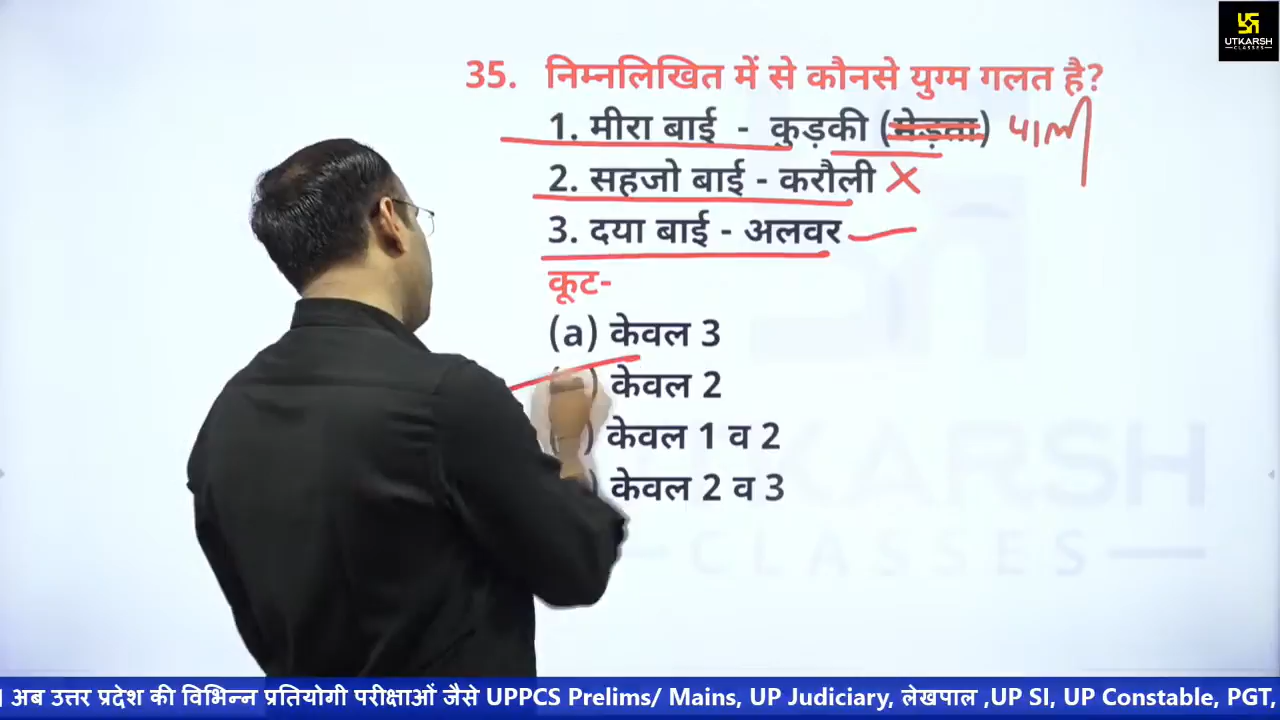 UTKARSH
CLASSES
35. निम्नलिखित में से कौनसे युग्म गलत है?
1. मीरा बाई - कुड़की (मेड़ता) पाली
2. सहजो बाई - करौली ✗
3. दया बाई - अलवर
कूट-
(a) केवल 3
केवल 2
केवल 1 व 2
केवल 2 व 3
KARSH
CLASSES
अब उत्तर प्रदेश की विभिन्न प्रतियोगी परीक्षाओं जैसे UPPCS Prelims/ Mains, UP Judiciary, लेखपाल ,UP SI, UP Constable, PGT,